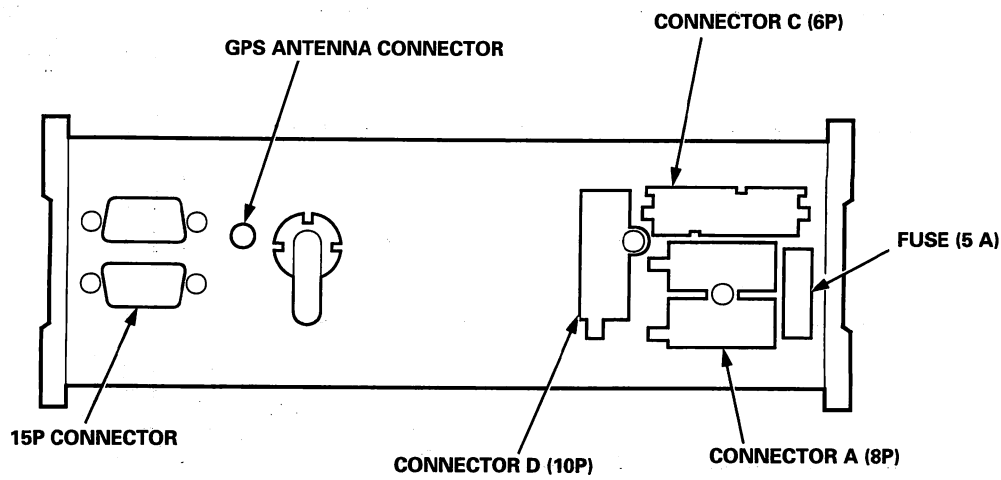 CONNECTOR C (6P)
GPS ANTENNA CONNECTOR
FUSE (5 A)
15P CONNECTOR
CONNECTOR D (10P)
CONNECTOR A (8P)